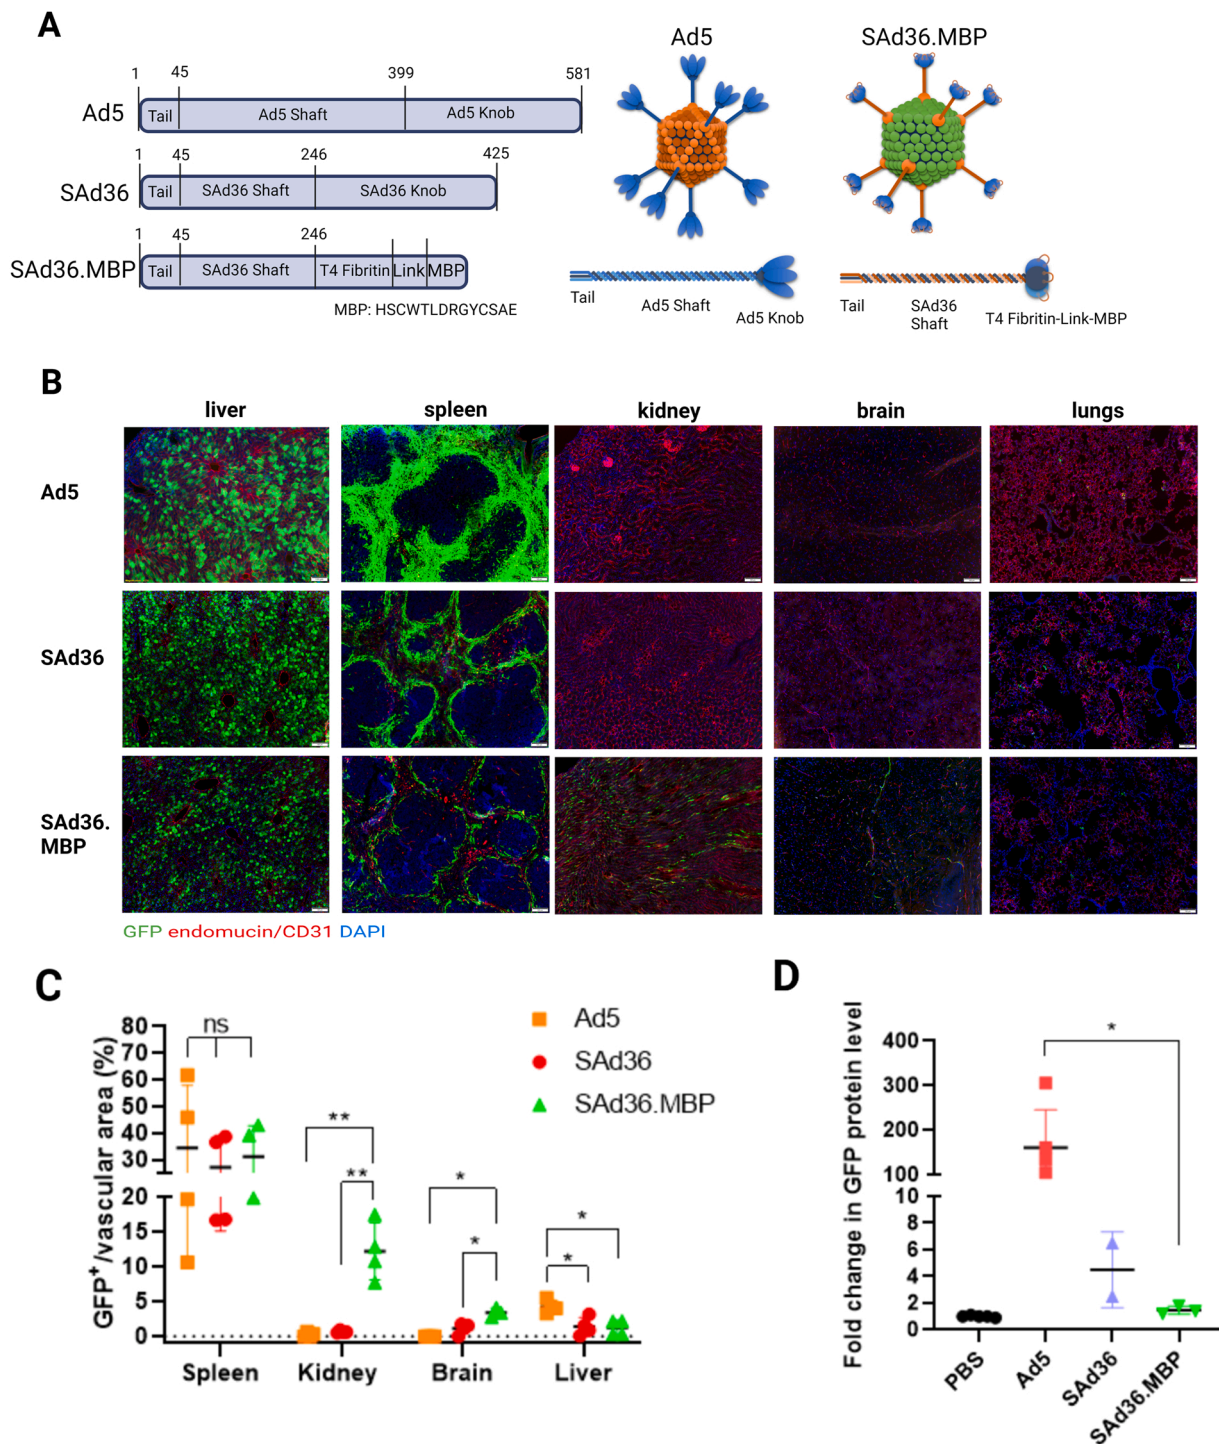 A
Ad5
SAd36.MBP
1 45 399 581
Ad5
Tail Ad5 Shaft Ad5 Knob
1 45 246 425
SAd36
Tail SAd36 Shaft SAd36 Knob
1 45 246
SAd36.MBP
Tail SAd36 Shaft T4 Fibritin Link MBP
MBP: HSCWTLDRGYCSAE
Tail
Ad5 Shaft
Ad5 Knob
Tail
SAd36
Shaft
T4 Fibritin-Link-MBP
B
liver spleen kidney brain lungs
Ad5
SAd36
SAd36.
MBP
GFP endomucin/CD31 DAPI
C
GFP+/vascular area (%)
80
70
60
50
40
30
20
15
10
5
0
ns
**
**
*
*
*
*
Ad5
SAd36
SAd36.MBP
Spleen Kidney Brain Liver
D
Fold change in GFP protein level
400
300
200
100
10
8
6
4
2
0
*
PBS
Ad5
SAd36
SAd36.MBP